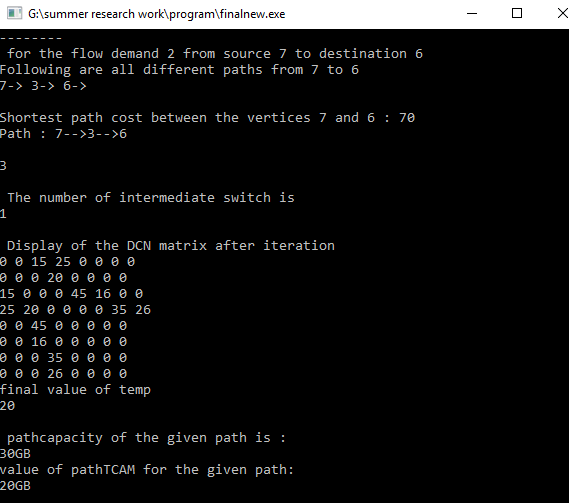 G:\summer research work\program\finalnew.exe
--------
for the flow demand 2 from source 7 to destination 6
Following are all different paths from 7 to 6
7-> 3-> 6->
Shortest path cost between the vertices 7 and 6 : 70
Path : 7-->3-->6
3
The number of intermediate switch is
1
Display of the DCN matrix after iteration
0 0 15 25 0 0 0 0
0 0 0 20 0 0 0 0
15 0 0 0 45 16 0 0
25 20 0 0 0 0 35 26
0 0 45 0 0 0 0 0
0 0 16 0 0 0 0 0
0 0 0 35 0 0 0 0
0 0 0 26 0 0 0 0
final value of temp
20
pathcapacity of the given path is :
30GB
value of pathTCAM for the given path:
20GB